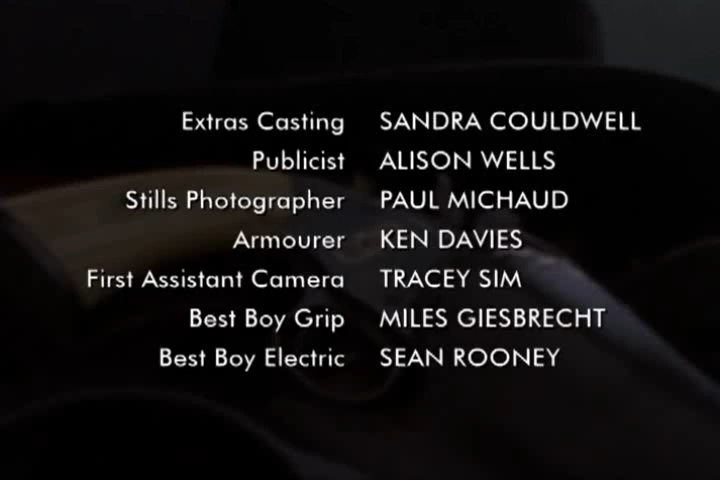 Extras Casting SANDRA COULDWELL
Publicist ALISON WELLS
Stills Photographer PAUL MICHAUD
Armourer KEN DAVIES
First Assistant Camera TRACEY SIM
Best Boy Grip MILES GIESBRECHT
Best Boy Electric SEAN ROONEY